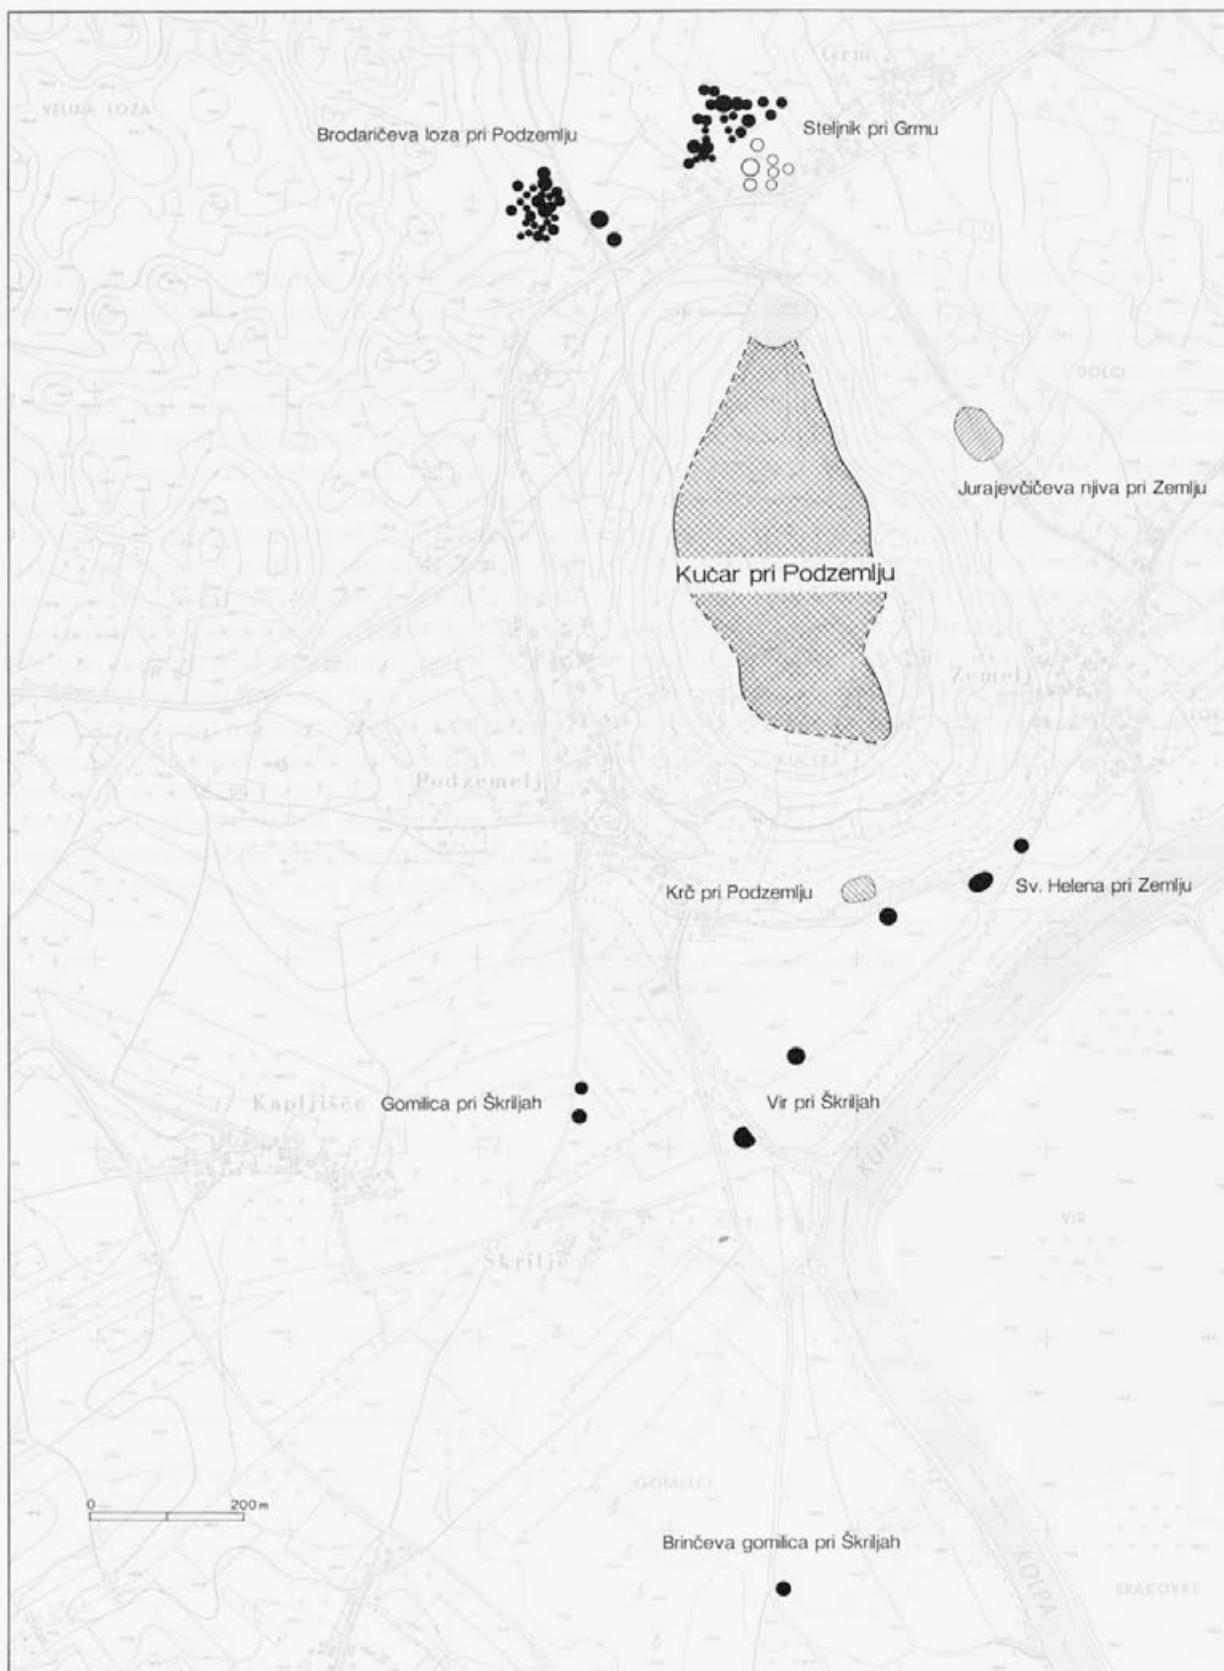 Grm
VELIKA LOZA
Brodaričeva loza pri Podzemlju
Steljnik pri Grmu
DOLCI
Jurajevčičeva njiva pri Zemlju
Kučar pri Podzemlju
Zemelj
KUČER
Podzemelj
Krč pri Podzemlju
Sv. Helena pri Zemlju
Kapljišče
Gomilica pri Škriljah
Vir pri Škriljah
KUPA
VIR
Škrilje
GOMILCI
0 200 m
Brinčeva gomilica pri Škriljah
KOLPA
BRAKOVKE